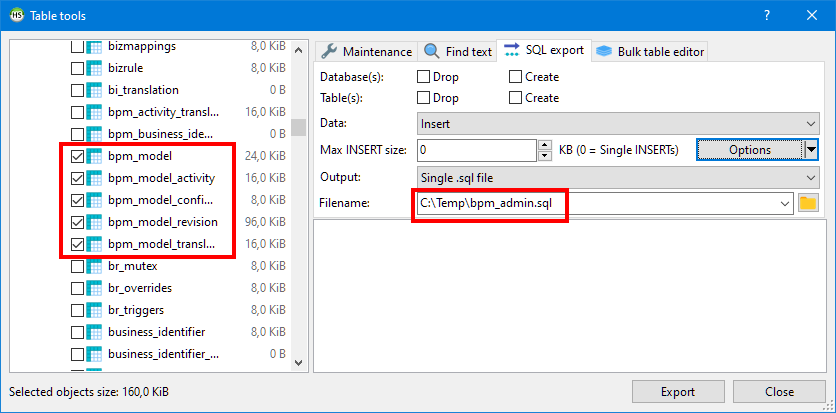 HS Table tools ?
bizmappings 8,0 KiB
bizrule 8,0 KiB
bi_translation 0 B
bpm_activity_transl... 16,0 KiB
bpm_business_ide... 0 B
bpm_model 24,0 KiB
bpm_model_activity 16,0 KiB
bpm_model_confi... 8,0 KiB
bpm_model_revision 96,0 KiB
bpm_model_transl... 16,0 KiB
br_mutex 8,0 KiB
br_overrides 8,0 KiB
br_triggers 8,0 KiB
business_identifier 8,0 KiB
business_identifier_... 0 B
Maintenance Find text SQL export Bulk table editor
Database(s): Drop Create
Table(s): Drop Create
Data: Insert
Max INSERT size: 0 KB (0 = Single INSERTs) Options
Output: Single .sql file
Filename: C:\Temp\bpm_admin.sql
Selected objects size: 160,0 KiB Export Close